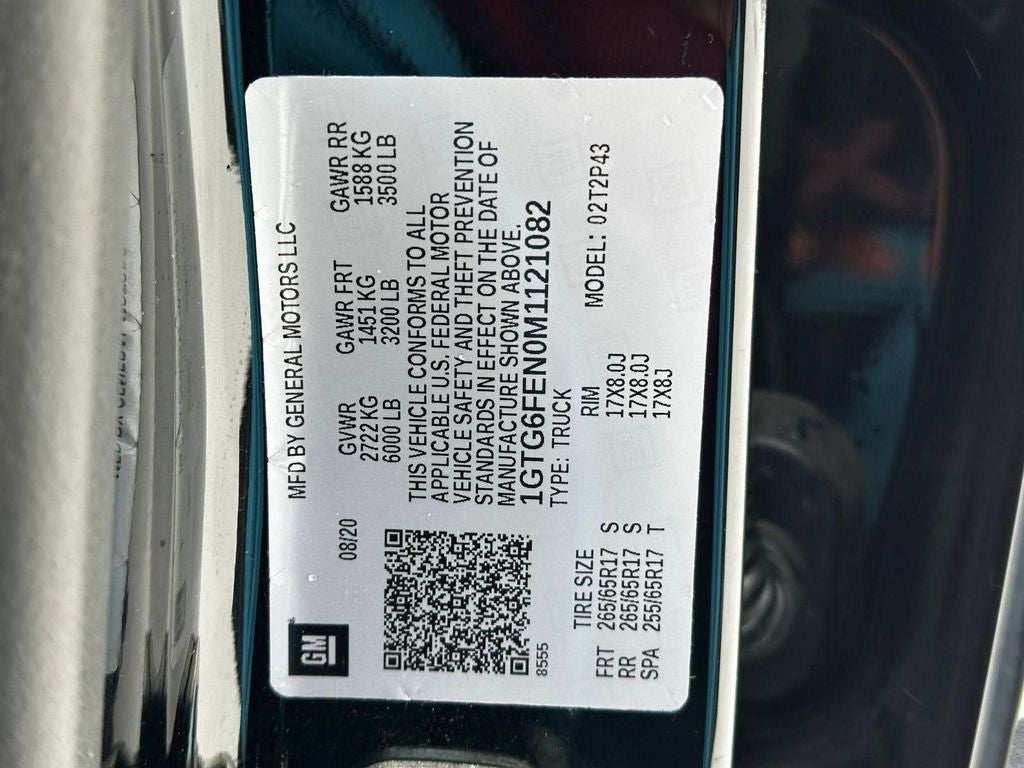 GM
08/20
MFD BY GENERAL MOTORS LLC
GVWR GAWR FRT GAWR RR
2722 KG 1451 KG 1588 KG
6000 LB 3200 LB 3500 LB
THIS VEHICLE CONFORMS TO ALL
APPLICABLE U.S. FEDERAL MOTOR
VEHICLE SAFETY AND THEFT PREVENTION
STANDARDS IN EFFECT ON THE DATE OF
MANUFACTURE SHOWN ABOVE.
1GTG6FEN0M1121082
8555
TYPE: TRUCK
TIRE SIZE RIM MODEL: 02T2P43
FRT 265/65R17 S 17X8.0J
RR 265/65R17 S 17X8.0J
SPA 255/65R17 T 17X8J